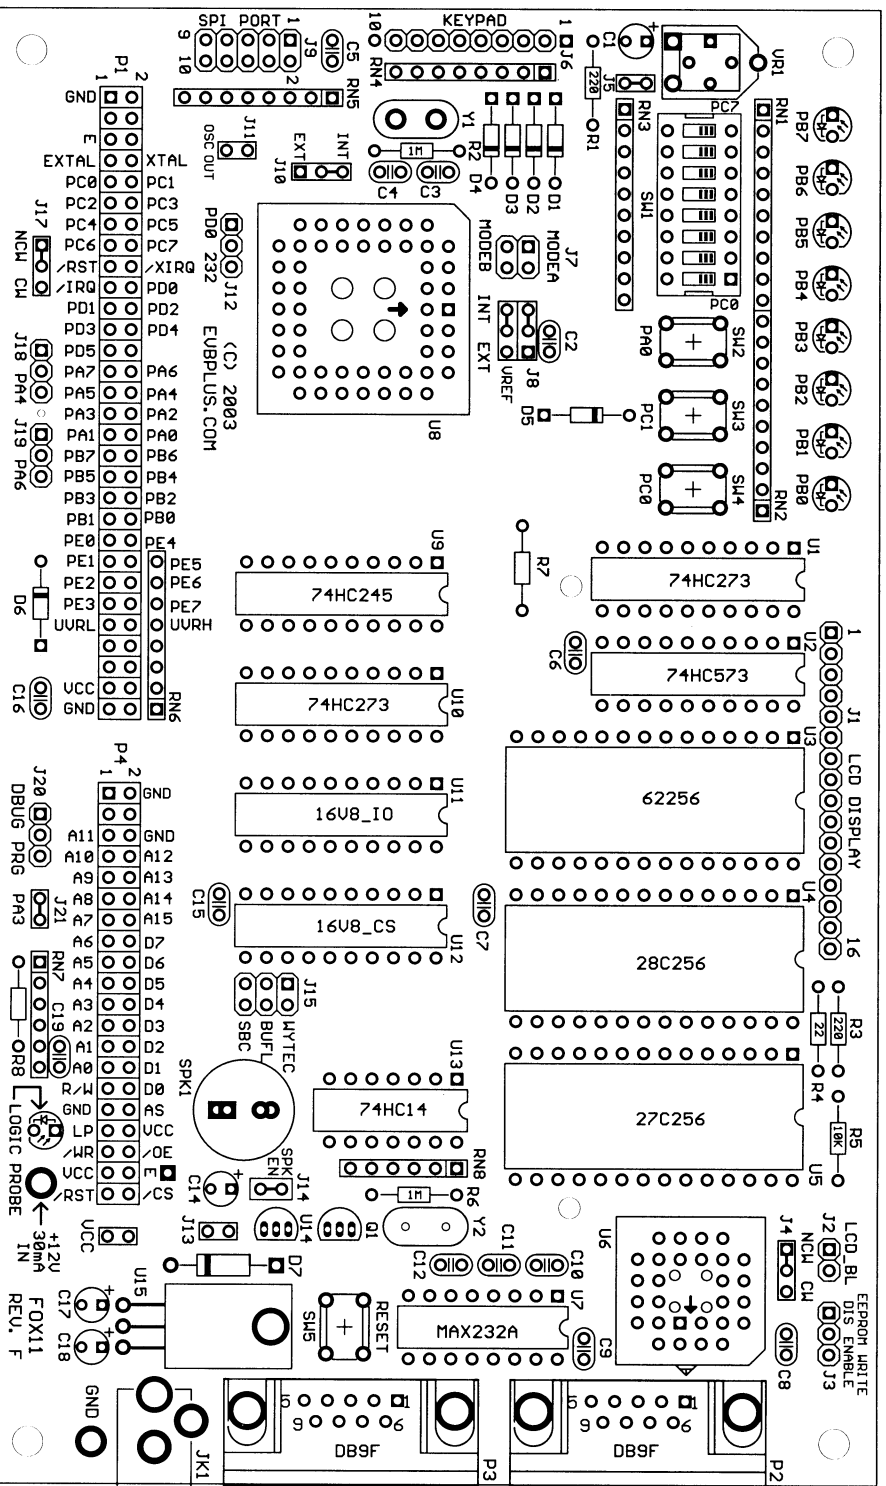 SPI PORT
1
9
10
2
J9
C5
RN5
KEYPAD
10
1
J6
RN4
C1
+
220
R1
J5
VR1
RN3
PC7
RN1
PB7
PB6
PB5
PB4
PB3
PB2
PB1
PB0
SW1
PC0
RN2
SW2
PA0
SW3
PC1
SW4
PC0
Y1
1M
R2
C4
C3
D4
D3
D2
D1
J11
OSC OUT
EXT
INT
J10
PD0
232
J12
MODEB
MODEA
J7
INT
EXT
VREF
J8
C2
D5
U8
(C) 2003
EVBPLUS.COM
P1
1 2
GND
E
EXTAL XTAL
PC0 PC1
PC2 PC3
PC4 PC5
PC6 PC7
/RST /XIRQ
/IRQ PD0
PD1 PD2
PD3 PD4
PD5
PA7 PA6
PA5 PA4
PA3 PA2
PA1 PA0
PB7 PB6
PB5 PB4
PB3 PB2
PB1 PB0
PE0 PE4
PE1 PE5
PE2 PE6
PE3 PE7
UVRL UVRH
VCC
GND
RN6
J17
NCW
CW
J18
PA4
J19
PA6
D6
C16
U9
74HC245
R7
U1
74HC273
U10
74HC273
C6
U2
74HC573
U11
16V8_IO
U3
62256
1
J1
LCD DISPLAY
16
C15
16V8_CS
U12
C7
U4
28C256
22
220
R3
R4
27C256
U5
10K
R5
P4
1 2
GND
A11 GND
A10 A12
A9 A13
A8 A14
A7 A15
A6 D7
A5 D6
A4 D5
A3 D4
A2 D3
A1 D2
A0 D1
R/W D0
GND AS
LP VCC
/WR /OE
VCC E
/RST /CS
VCC
J20
DBUG
PRG
J21
PA3
RN7
C19
R8
LOGIC PROBE
+12V
30mA
IN
J15
SBC
BUFL
WYTEC
SPK1
U13
74HC14
RN8
C14
+
SPK
EN
J14
1M
R6
J13
U14
Q1
Y2
C12
C11
C10
U6
J4
NCW
CW
J2
LCD_BL
EEPROM WRITE
DIS ENABLE
J3
C8
D7
U15
C17
+
C18
+
FOX11
REV. F
RESET
SW5
U7
MAX232A
C9
GND
JK1
5
1
9
6
DB9F
P3
5
1
9
6
DB9F
P2